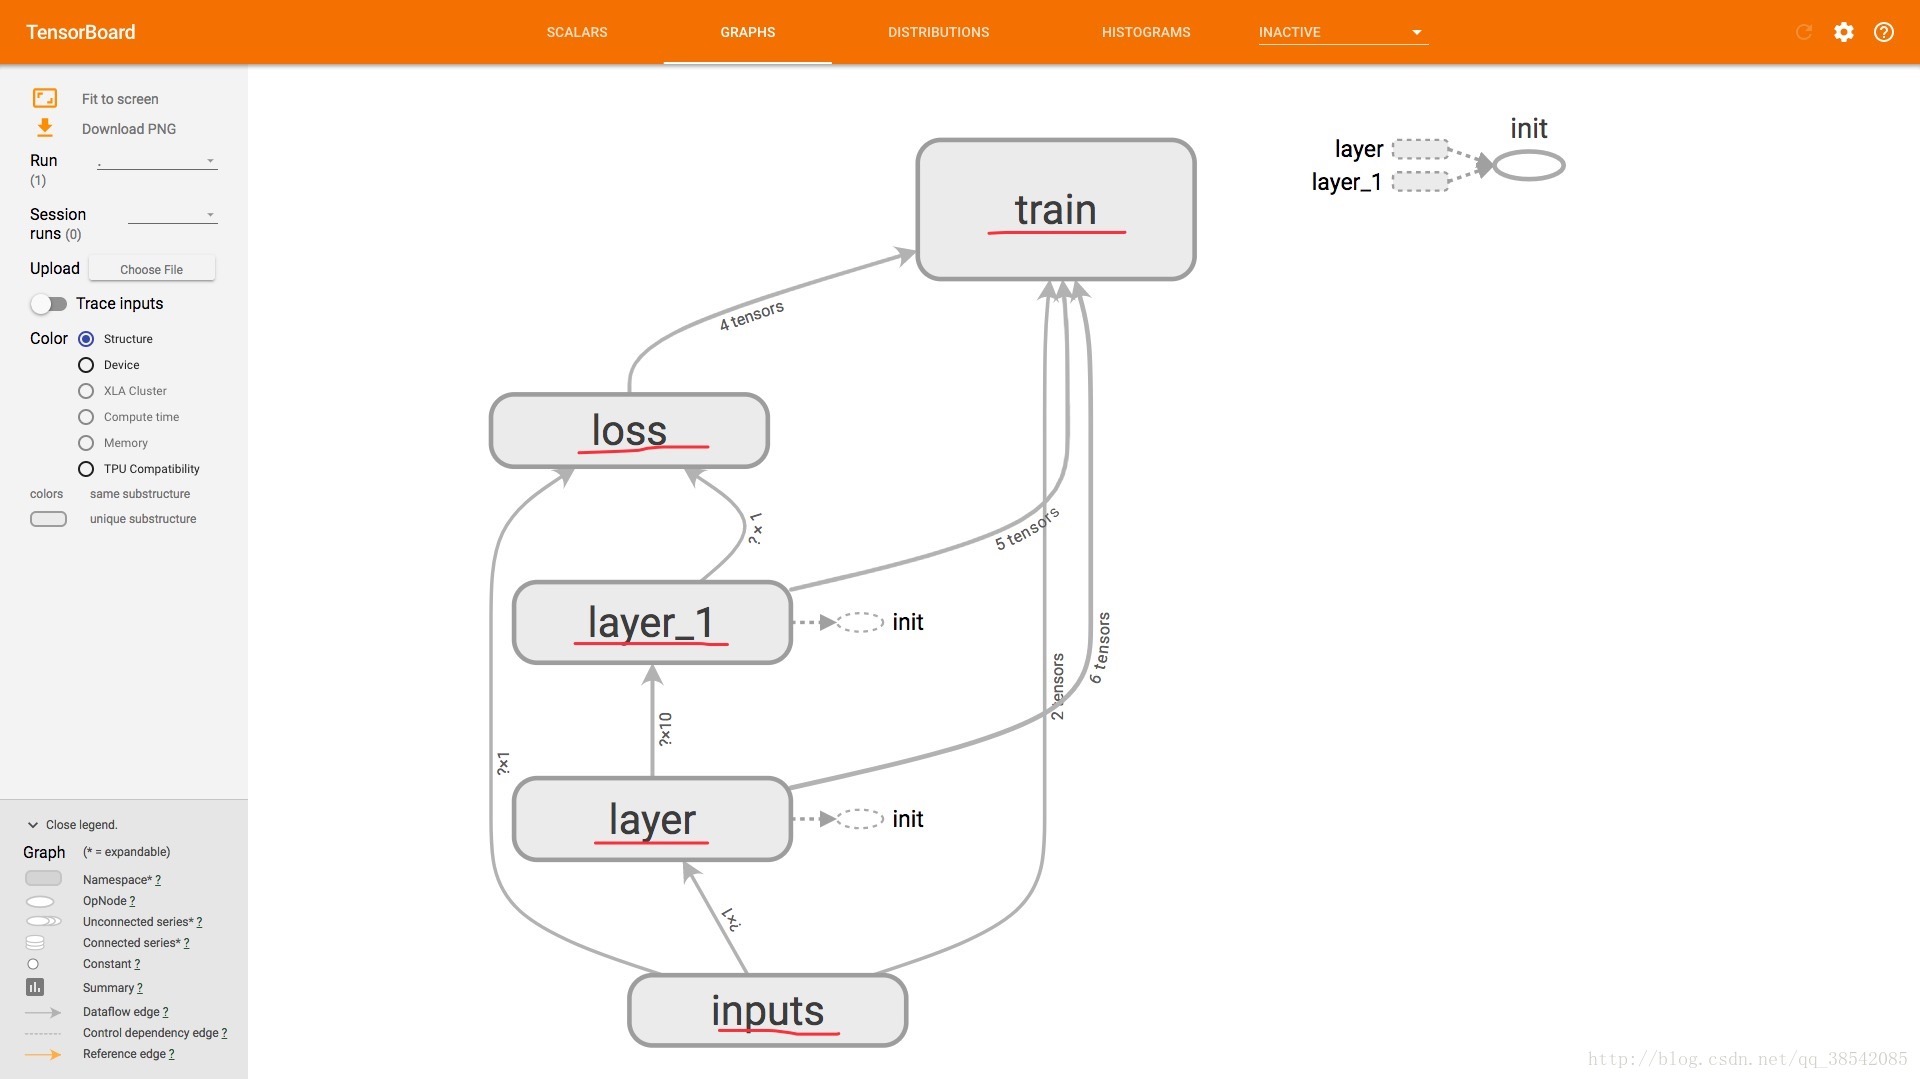 TensorBoard
SCALARS
GRAPHS
DISTRIBUTIONS
HISTOGRAMS
INACTIVE
Fit to screen
Download PNG
Run
(1)
.
Session
runs (0)
Upload
Choose File
Trace inputs
Color
Structure
Device
XLA Cluster
Compute time
Memory
TPU Compatibility
colors
same substructure
unique substructure
Close legend.
Graph
(* = expandable)
Namespace* ?
OpNode ?
Unconnected series* ?
Connected series* ?
Constant ?
Summary ?
Dataflow edge ?
Control dependency edge ?
Reference edge ?
train
4 tensors
loss
?×1
5 tensors
layer_1
init
6 tensors
2 tensors
?×10
?×1
layer
init
?×1
inputs
init
layer
layer_1
http://blog.csdn.net/qq_38542085